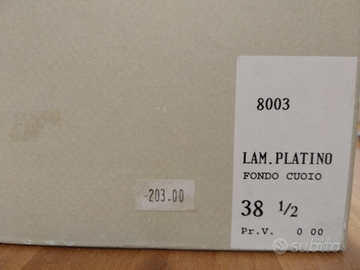 8003
LAM. PLATINO
FONDO CUOIO
-203.00
38 1/2
Pr.V. 0 00
subito